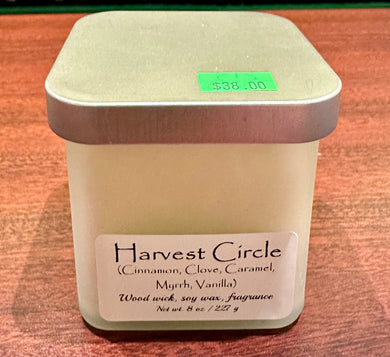 $38.00
Harvest Circle
(Cinnamon, Clove, Caramel,
Myrrh, Vanilla)
Wood wick, soy wax, fragrance
Net wt. 8 oz / 227 g